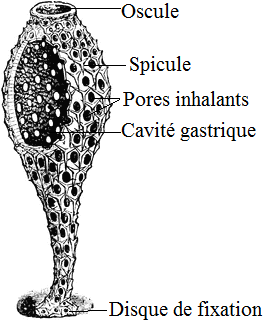 Oscule
Spicule
Pores inhalants
Cavité gastrique
Disque de fixation